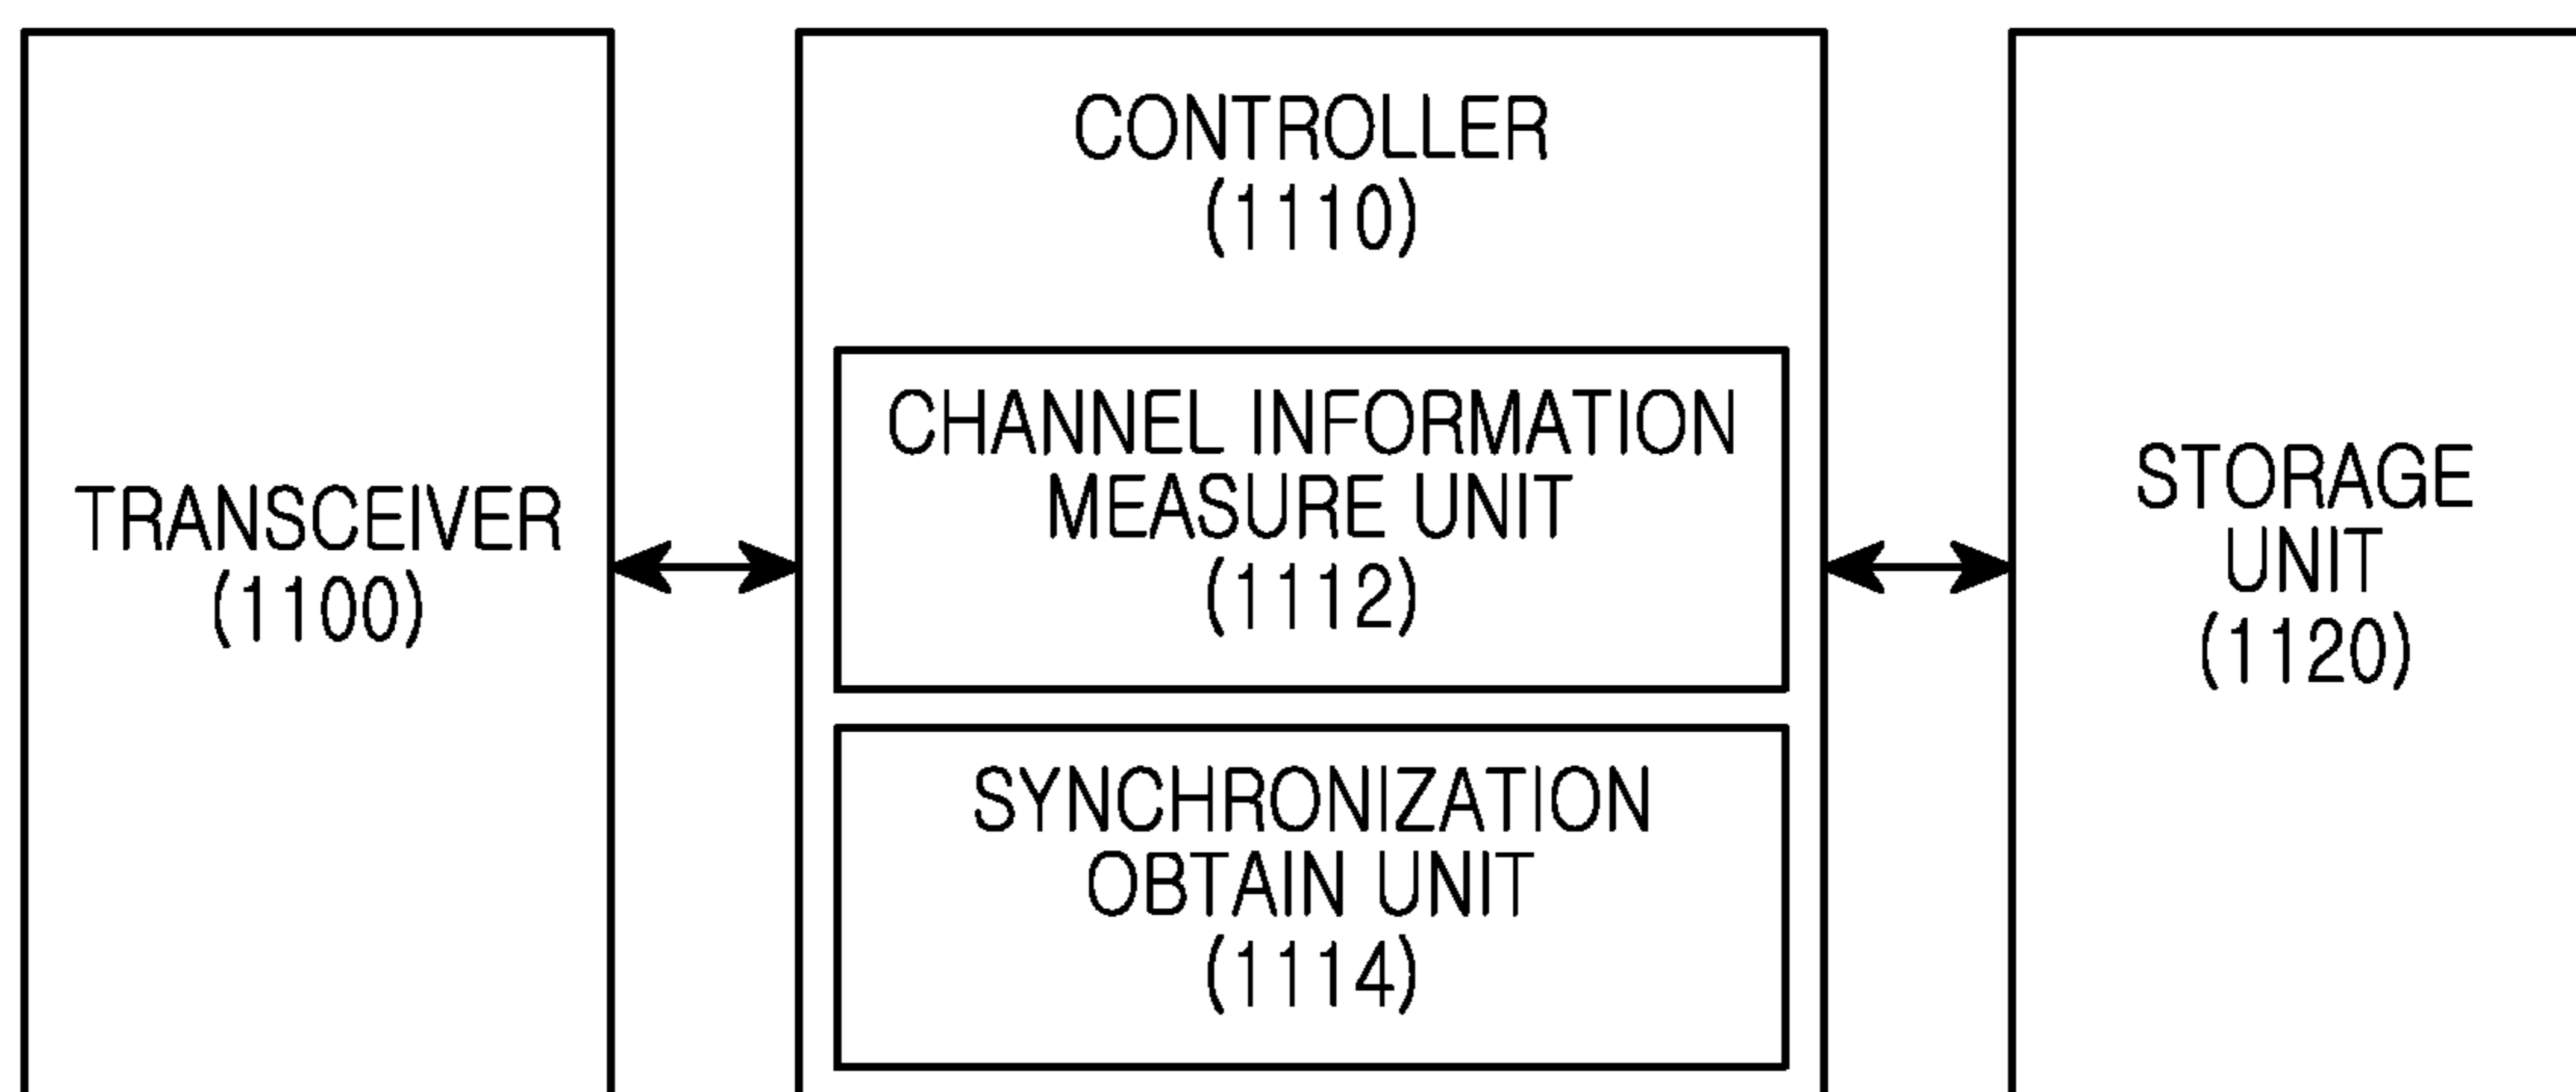 TRANSCEIVER
(1100)
CONTROLLER
(1110)
CHANNEL INFORMATION
MEASURE UNIT
(1112)
SYNCHRONIZATION
OBTAIN UNIT
(1114)
STORAGE
UNIT
(1120)